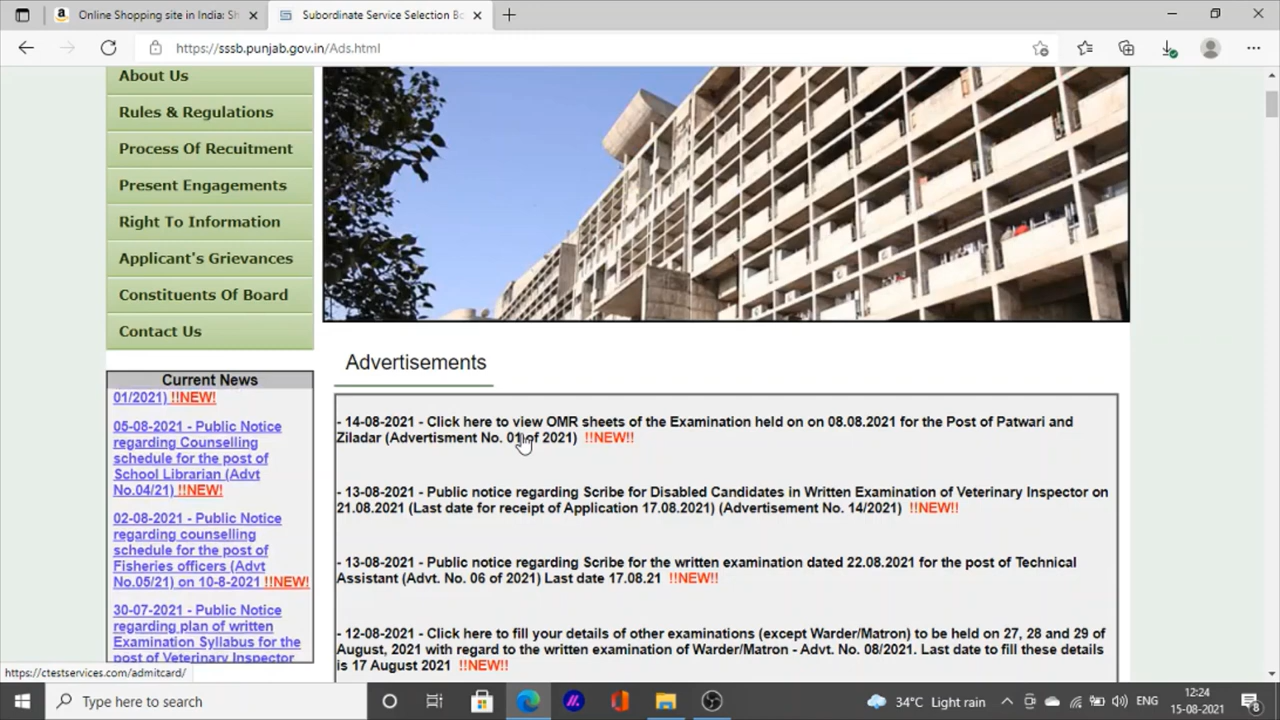 Online Shopping site in India: Sh
Subordinate Service Selection Bo
https://sssb.punjab.gov.in/Ads.html
About Us
Rules & Regulations
Process Of Recuitment
Present Engagements
Right To Information
Applicant's Grievances
Constituents Of Board
Contact Us
Current News
01/2021) !!NEW!
05-08-2021 - Public Notice
regarding Counselling
schedule for the post of
School Librarian (Advt
No.04/21) !!NEW!
02-08-2021 - Public Notice
regarding counselling
schedule for the post of
Fisheries officers (Advt
No.05/21) on 10-8-2021 !!NEW!
30-07-2021 - Public Notice
regarding plan of written
Examination Syllabus for the
post of Veterinary Inspector
Advertisements
- 14-08-2021 - Click here to view OMR sheets of the Examination held on on 08.08.2021 for the Post of Patwari and
Ziladar (Advertisment No. 01 of 2021) !!NEW!!
- 13-08-2021 - Public notice regarding Scribe for Disabled Candidates in Written Examination of Veterinary Inspector on
21.08.2021 (Last date for receipt of Application 17.08.2021) (Advertisement No. 14/2021) !!NEW!!
- 13-08-2021 - Public notice regarding Scribe for the written examination dated 22.08.2021 for the post of Technical
Assistant (Advt. No. 06 of 2021) Last date 17.08.21 !!NEW!!
- 12-08-2021 - Click here to fill your details of other examinations (except Warder/Matron) to be held on 27, 28 and 29 of
August, 2021 with regard to the written examination of Warder/Matron - Advt. No. 08/2021. Last date to fill these details
is 17 August 2021 !!NEW!!
https://ctestservices.com/admitcard/
Type here to search
34°C Light rain
ENG
12:24
15-08-2021
8